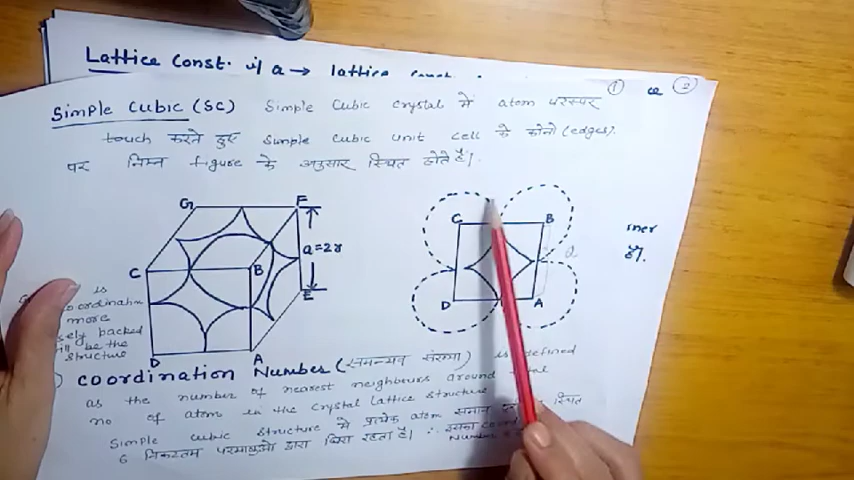 Lattice Const. a → lattice
① ②
Simple Cubic (SC) Simple Cubic crystal में atom परस्पर
touch करते हुए Simple Cubic unit cell के कोनो (edges).
पर निम्न figure के अनुसार स्थित होते हैं।
G F
a=2r
C B
E
D A
C B
a
D A
है।
is
coordination
more
packed
be the
structure
Coordination Number (समन्वय संख्या) is defined
as the number of nearest neighbours around
no of atom in the crystal lattice structure
Simple cubic structure में प्रत्येक atom समान स्थित
6 निकटतम परमाणुओं द्वारा घिरा रहता है। ∴ इसका
Number